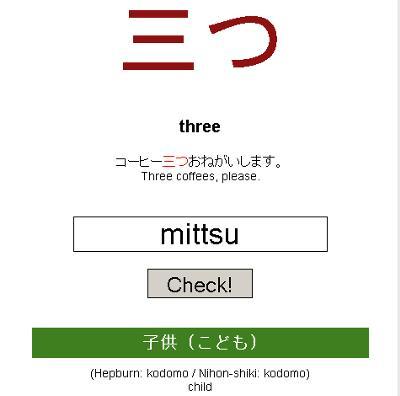 三つ
three
コーヒー三つおねがいします。
Three coffees, please.
mittsu
Check!
子供（こども）
(Hepburn: kodomo / Nihon-shiki: kodomo)
child